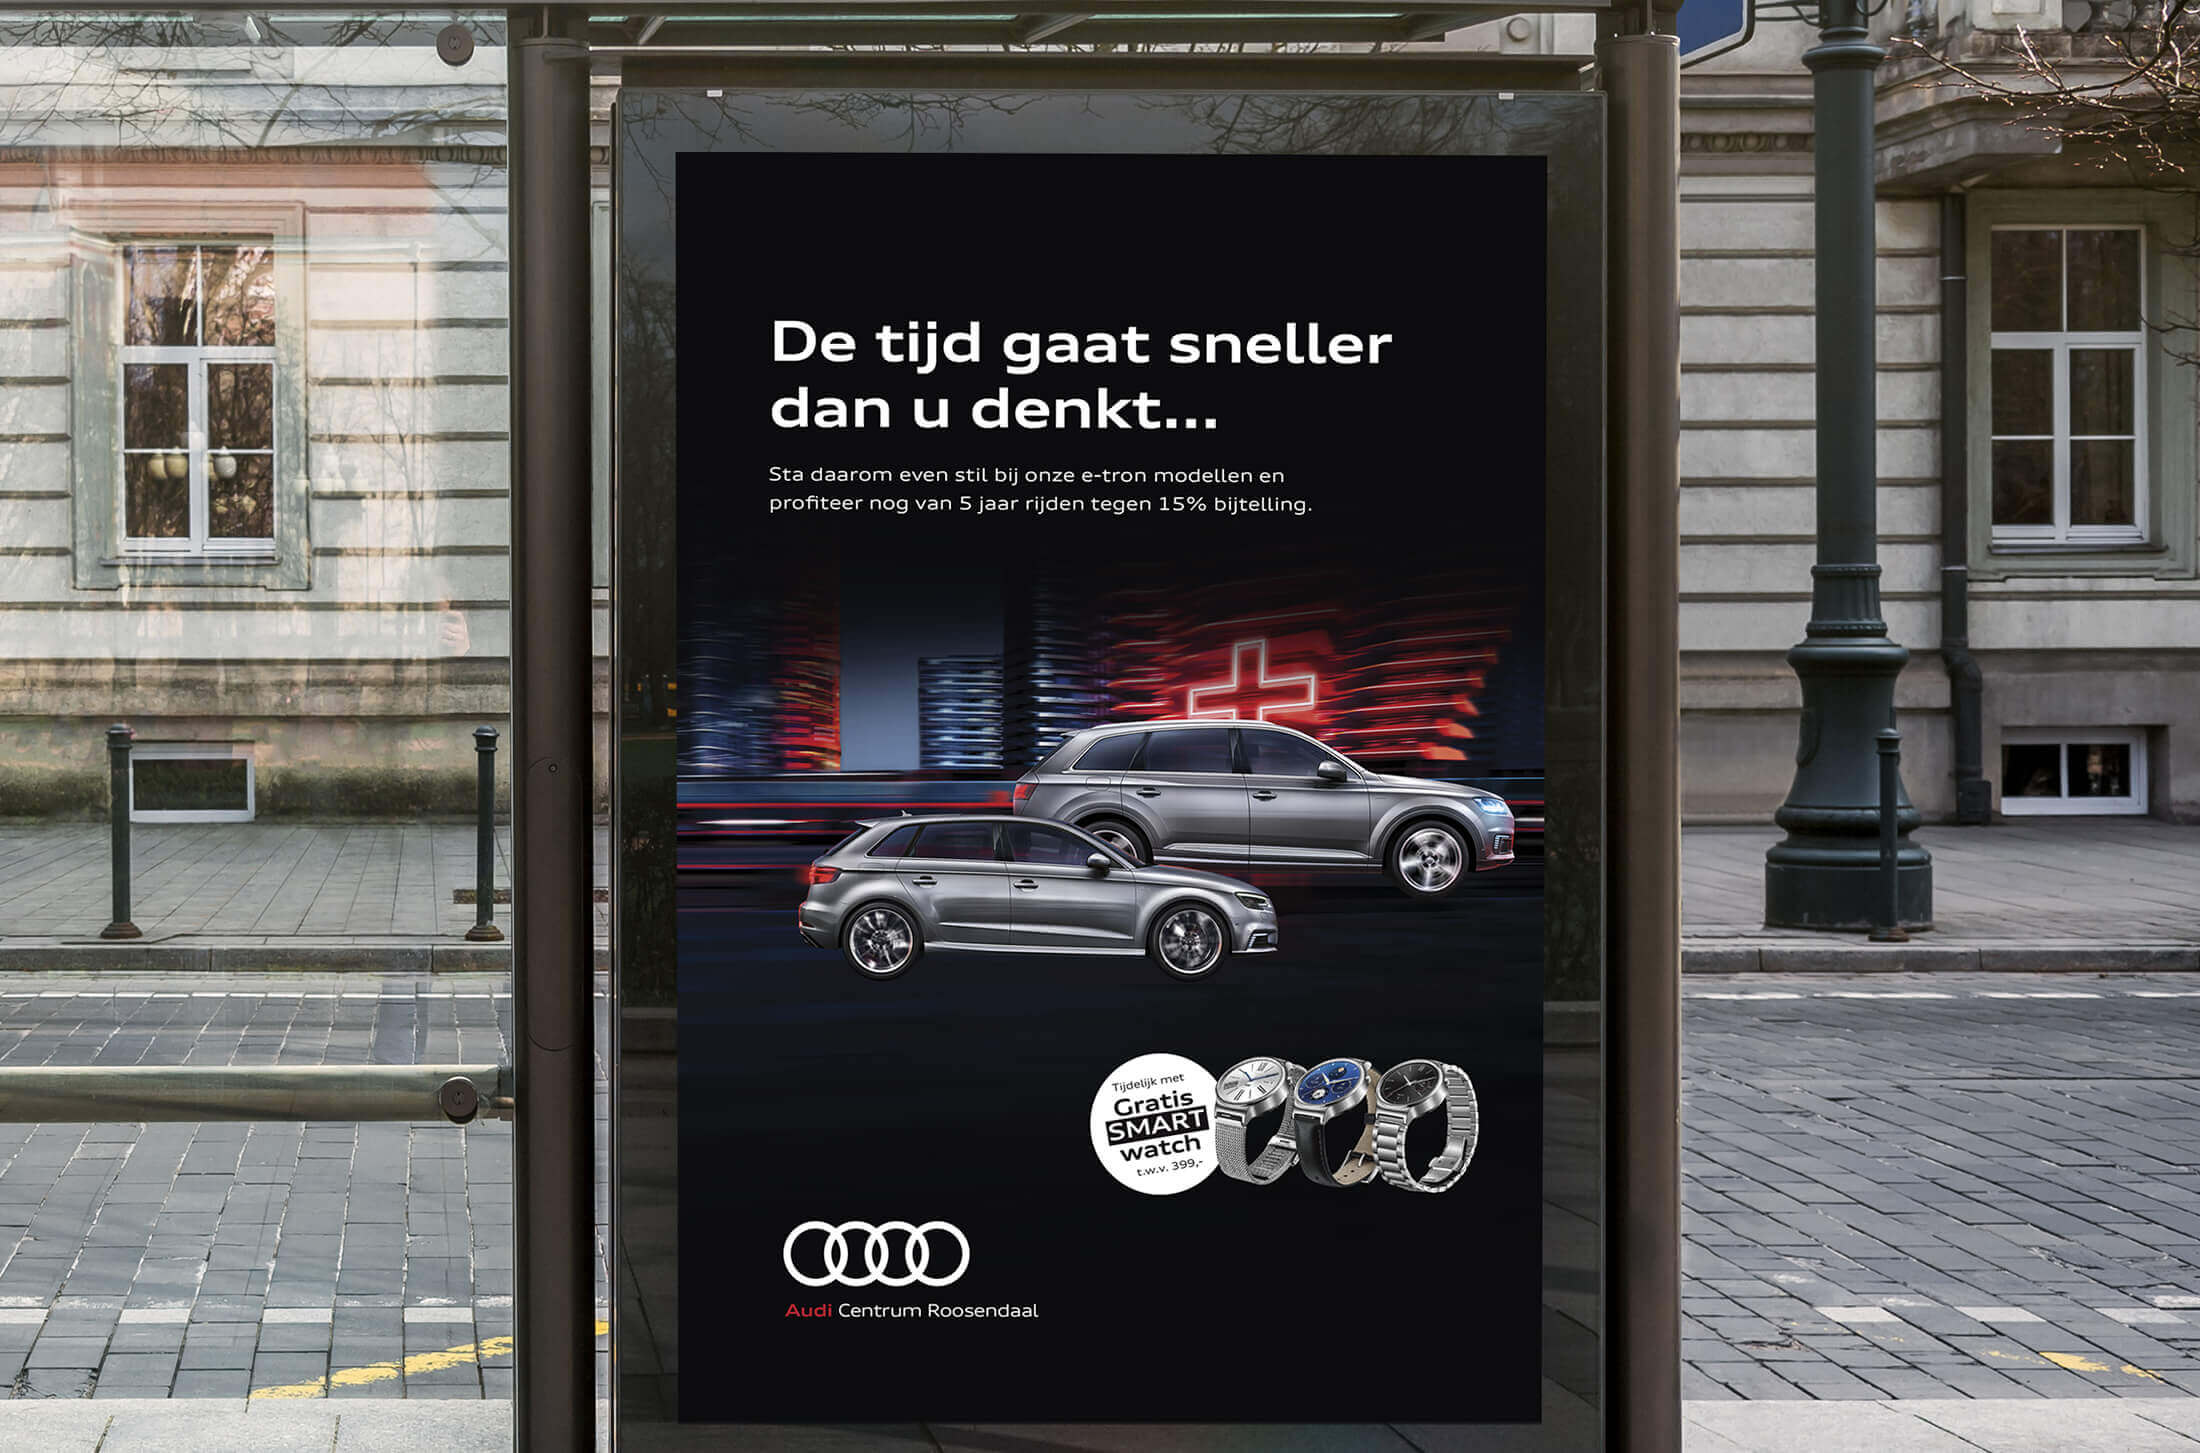 De tijd gaat sneller
dan u denkt...
Sta daarom even stil bij onze e-tron modellen en
profiteer nog van 5 jaar rijden tegen 15% bijtelling.
Tijdelijk met
Gratis
SMART
watch
t.w.v. 399,-
Audi Centrum Roosendaal